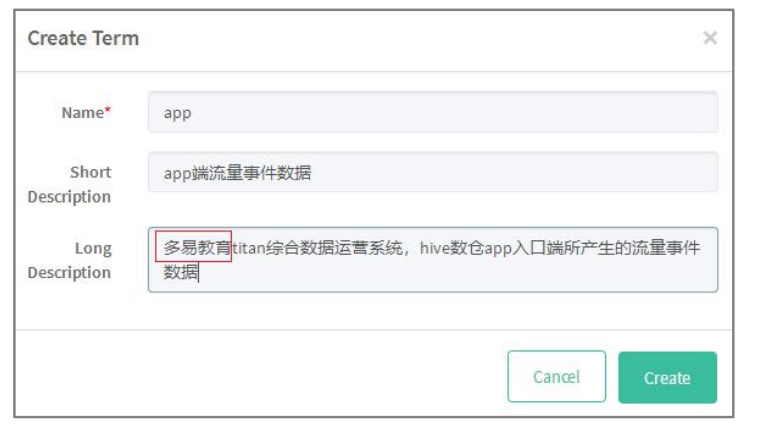 Create Term
×
Name*
app
Short
Description
app端流量事件数据
Long
Description
多易教育titan综合数据运营系统，hive数仓app入口端所产生的流量事件
数据
Cancel
Create